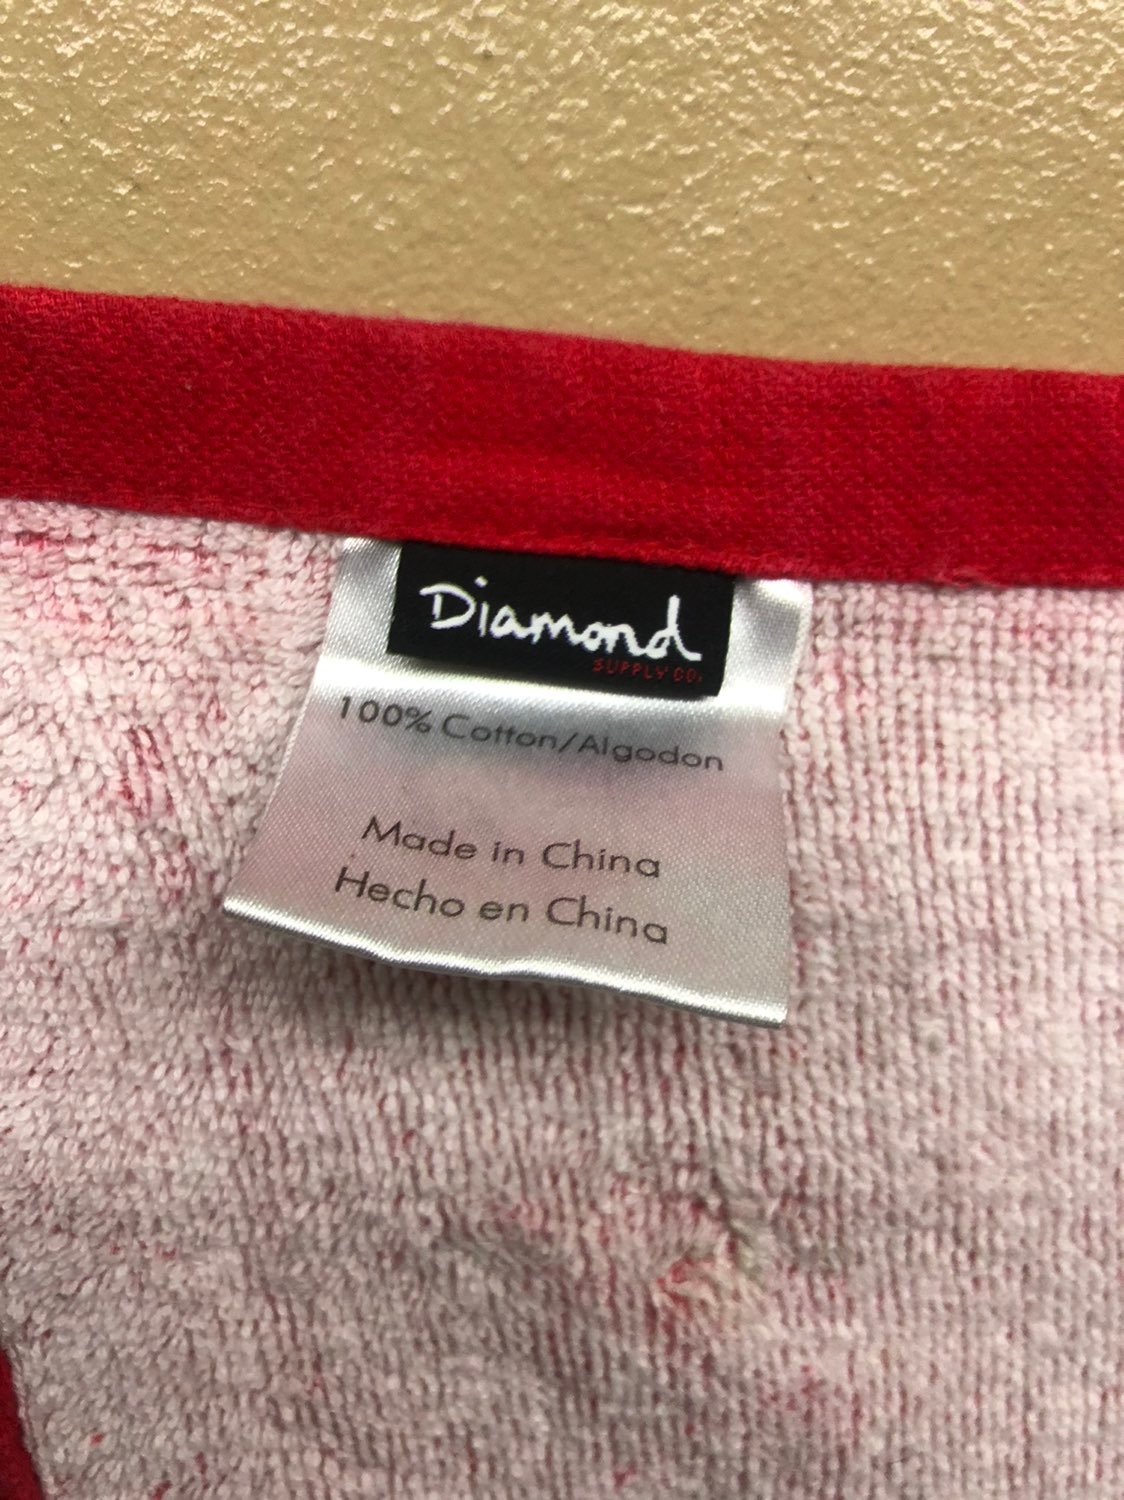 Diamond
SUPPLY CO.
100% Cotton/Algodon
Made in China
Hecho en China